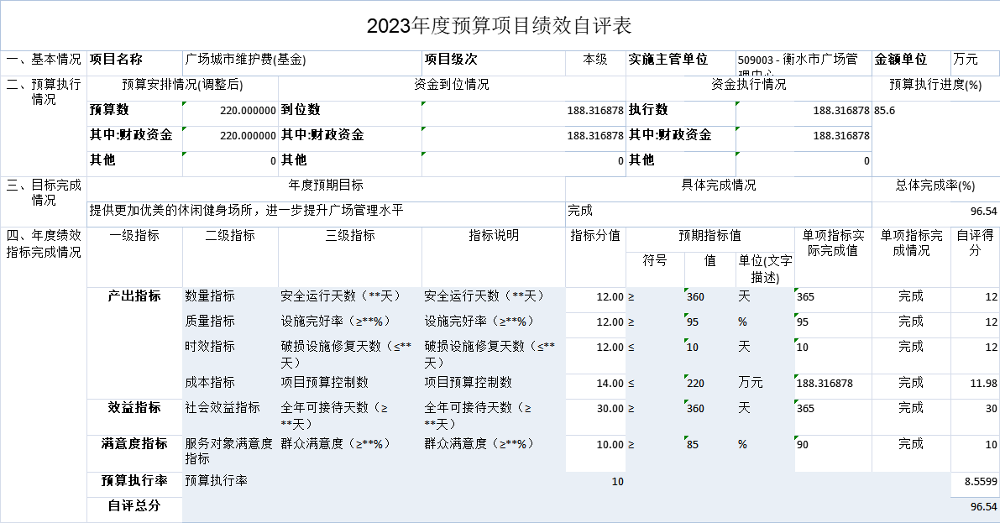 2023年度预算项目绩效自评表
一、基本情况 项目名称 广场城市维护费(基金) 项目级次 本级 实施主管单位 509003 - 衡水市广场管 金额单位 万元
二、预算执行 预算安排情况(调整后) 资金到位情况 资金执行情况 预算执行进度(%)
情况
预算数 220.000000 到位数 188.316878 执行数 188.316878 85.6
其中:财政资金 220.000000 其中:财政资金 188.316878 其中:财政资金 188.316878
其他 0 其他 0 其他 0
三、目标完成 年度预期目标 具体完成情况 总体完成率(%)
情况
提供更加优美的休闲健身场所，进一步提升广场管理水平 完成 96.54
四、年度绩效 一级指标 二级指标 三级指标 指标说明 指标分值 预期指标值 单项指标实 单项指标完 自评得
指标完成情况 际完成值 成情况 分
符号 值 单位(文字
描述)
产出指标 数量指标 安全运行天数（**天） 安全运行天数（**天） 12.00 ≥ 360 天 365 完成 12
质量指标 设施完好率（≥**%） 设施完好率（≥**%） 12.00 ≥ 95 % 95 完成 12
时效指标 破损设施修复天数（≤** 破损设施修复天数（≤** 12.00 ≤ 10 天 10 完成 12
天） 天）
成本指标 项目预算控制数 项目预算控制数 14.00 ≤ 220 万元 188.316878 完成 11.98
效益指标 社会效益指标 全年可接待天数（≥ 全年可接待天数（≥ 30.00 ≥ 360 天 365 完成 30
**天） **天）
满意度指标 服务对象满意度 群众满意度（≥**%） 群众满意度（≥**%） 10.00 ≥ 85 % 90 完成 10
指标
预算执行率 预算执行率 10 8.5599
自评总分 96.54